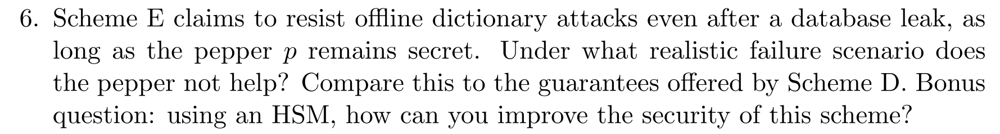 6. Scheme E claims to resist offline dictionary attacks even after a database leak, as
long as the pepper p remains secret. Under what realistic failure scenario does
the pepper not help? Compare this to the guarantees offered by Scheme D. Bonus
question: using an HSM, how can you improve the security of this scheme?